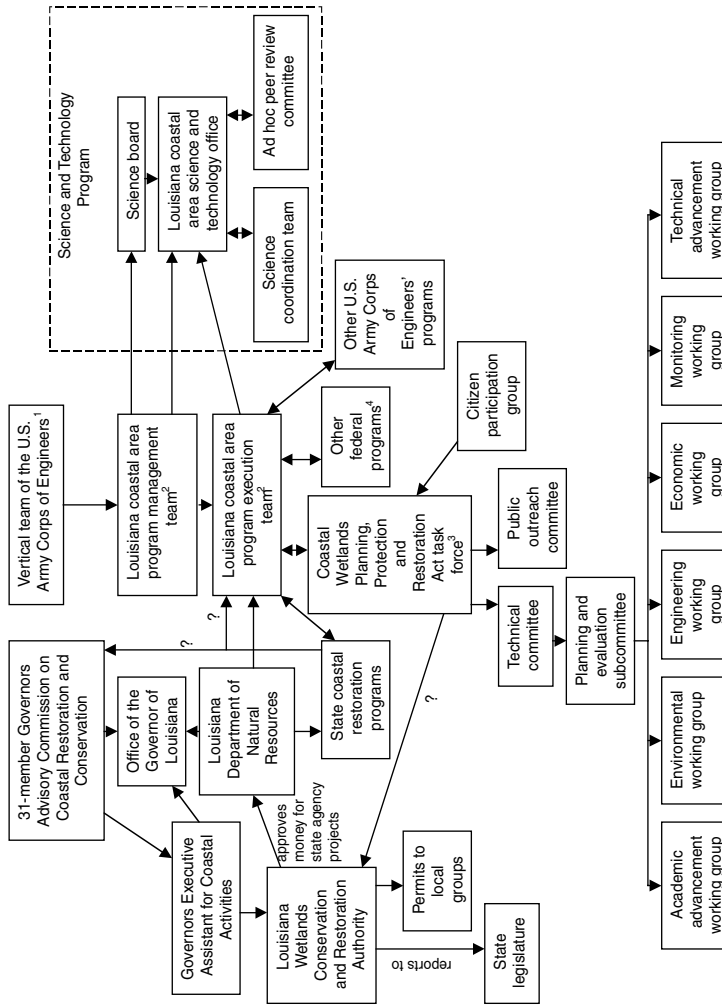 Science and Technology
Program
Science board
Louisiana coastal
area science and
technology office
Science
coordination team
Ad hoc peer review
committee
Vertical team of the U.S.
Army Corps of Engineers1
Louisiana coastal area
program management
team2
Louisiana coastal area
program execution
team2
Other U.S.
Army Corps
of
Engineers’
programs
Other
federal
programs4
Citizen
participation
group
31-member Governors
Advisory Commission on
Coastal Restoration and
Conservation
Office of the
Governor of
Louisiana
Louisiana
Department of
Natural
Resources
State coastal
restoration
programs
?
?
Coastal
Wetlands
Planning,
Protection
and
Restoration
Act task
force3
Public
outreach
committee
Technical
committee
Planning and
evaluation
subcommittee
Governors Executive
Assistant for Coastal
Activities
approves
money for
state agency
projects
?
Louisiana
Wetlands
Conservation
and Restoration
Authority
Permits to
local
groups
reports to
State
legislature
Academic
advancement
working group
Environmental
working group
Engineering
working
group
Economic
working
group
Monitoring
working
group
Technical
advancement
working group